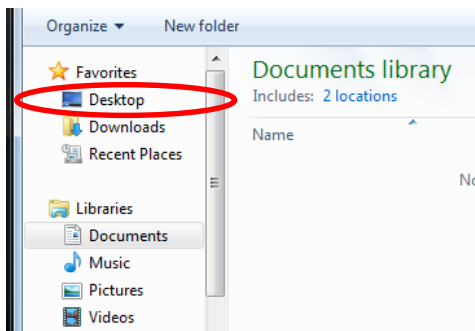 Organize New folder
Favorites
Desktop
Downloads
Recent Places
Libraries
Documents
Music
Pictures
Videos
Documents library
Includes: 2 locations
Name